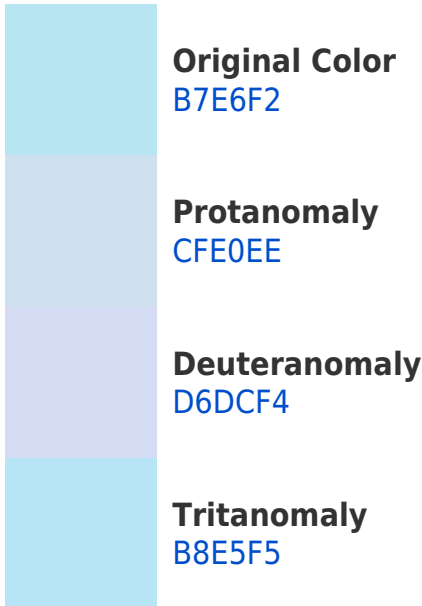 Original Color
B7E6F2
Protanomaly
CFE0EE
Deuteranomaly
D6DCF4
Tritanomaly
B8E5F5